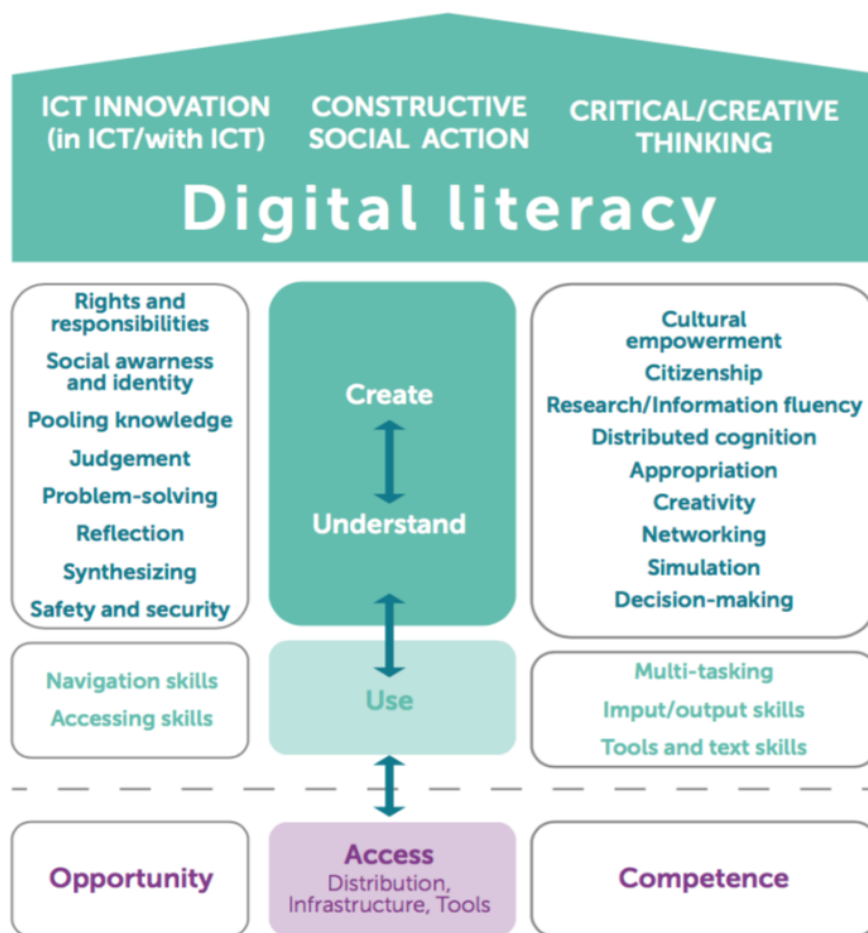 ICT INNOVATION
(in ICT/with ICT)
CONSTRUCTIVE
SOCIAL ACTION
CRITICAL/CREATIVE
THINKING
Digital literacy
Rights and
responsibilities
Social awarness
and identity
Pooling knowledge
Judgement
Problem-solving
Reflection
Synthesizing
Safety and security
Create
Understand
Cultural
empowerment
Citizenship
Research/Information fluency
Distributed cognition
Appropriation
Creativity
Networking
Simulation
Decision-making
Navigation skills
Accessing skills
Use
Multi-tasking
Imput/output skills
Tools and text skills
Opportunity
Access
Distribution,
Infrastructure, Tools
Competence